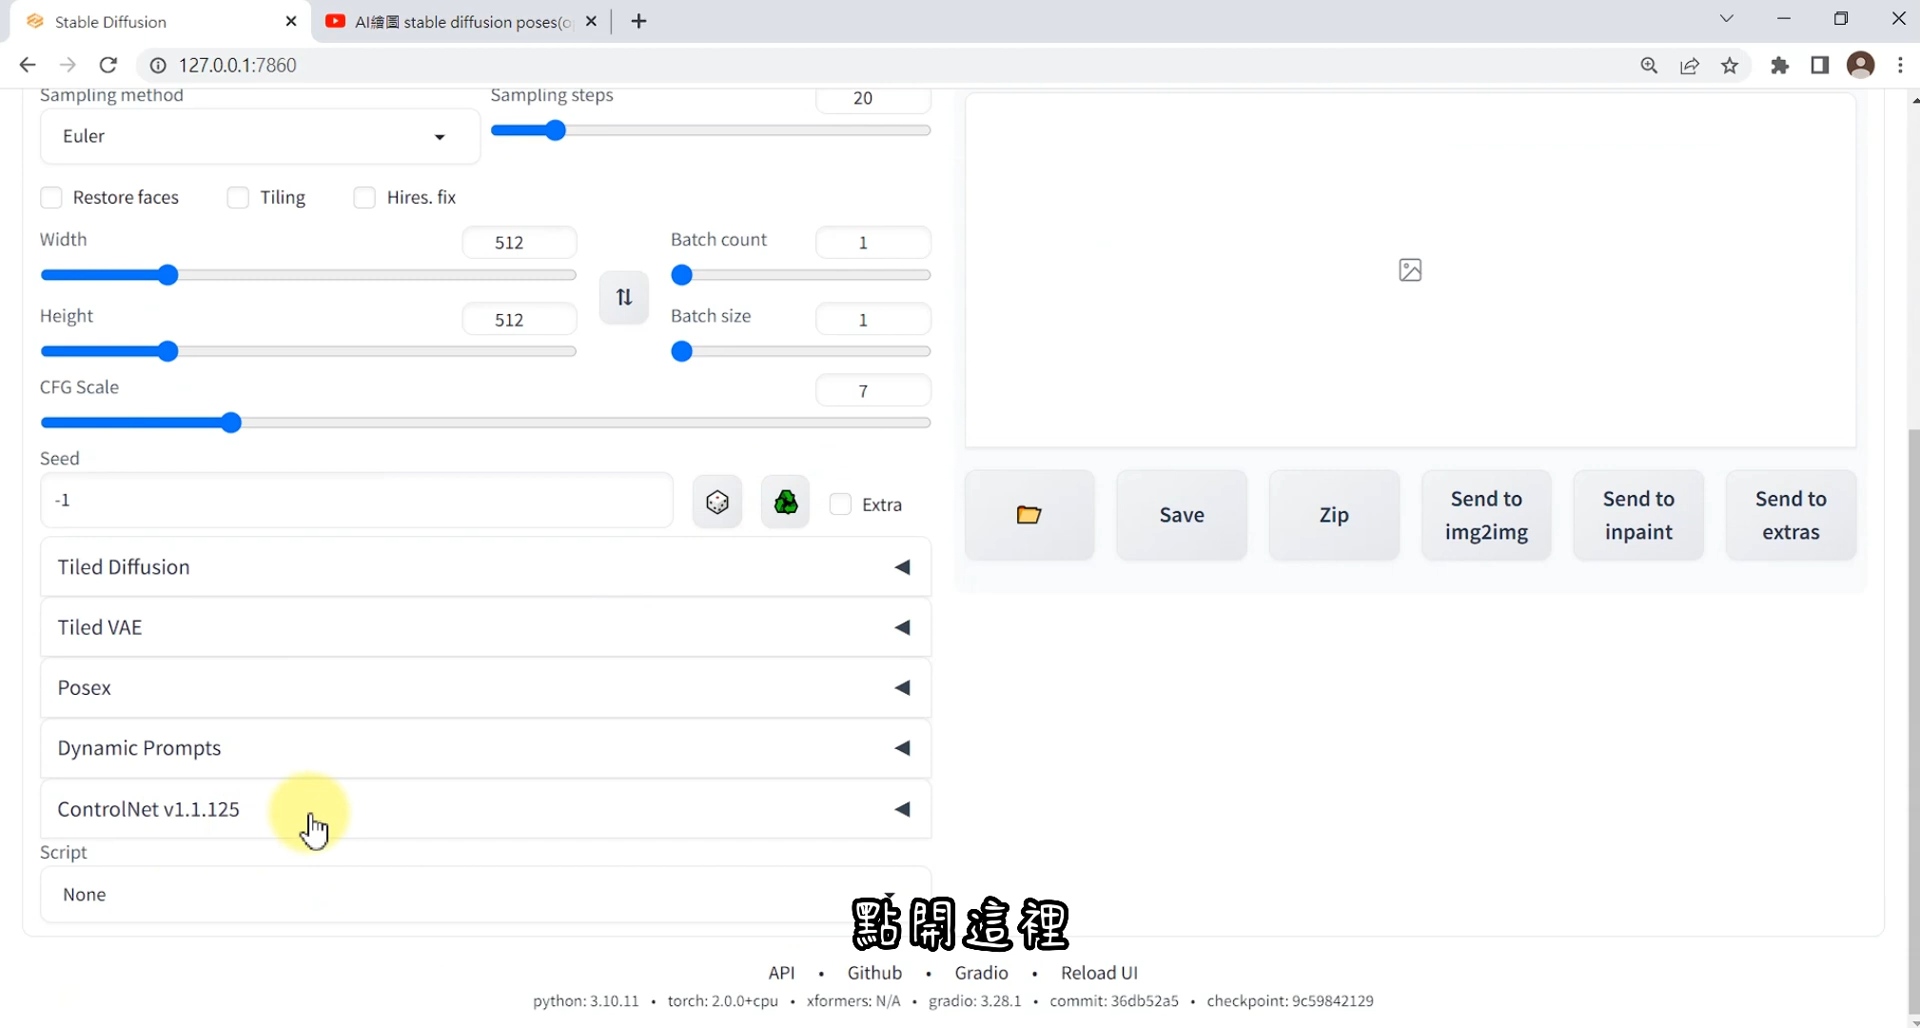 Stable Diffusion
AI繪圖 stable diffusion poses(o
127.0.0.1:7860
Sampling method
Sampling steps
20
Euler
Restore faces
Tiling
Hires. fix
Width
512
Batch count
1
Height
512
Batch size
1
CFG Scale
7
Seed
-1
Extra
Save
Zip
Send to
img2img
Send to
inpaint
Send to
extras
Tiled Diffusion
Tiled VAE
Posex
Dynamic Prompts
ControlNet v1.1.125
Script
None
點開這裡
API • Github • Gradio • Reload UI
python: 3.10.11 • torch: 2.0.0+cpu • xformers: N/A • gradio: 3.28.1 • commit: 36db52a5 • checkpoint: 9c59842129